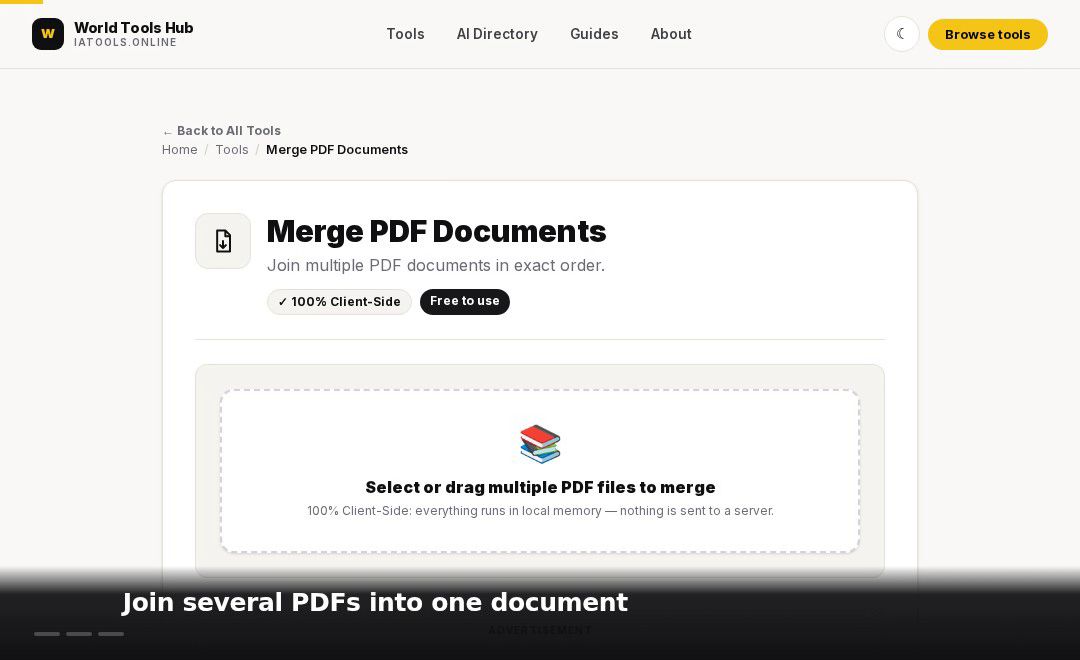 W
World Tools Hub
IATOOLS.ONLINE
Tools
AI Directory
Guides
About
☾
Browse tools
← Back to All Tools
Home / Tools / Merge PDF Documents
Merge PDF Documents
Join multiple PDF documents in exact order.
✓ 100% Client-Side
Free to use
Select or drag multiple PDF files to merge
100% Client-Side: everything runs in local memory — nothing is sent to a server.
Join several PDFs into one document
ADVERTISEMENT